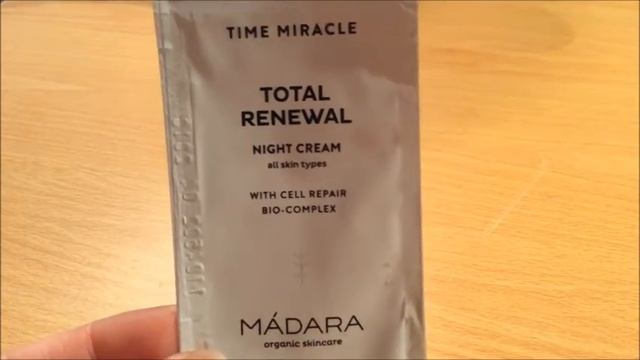 TIME MIRACLE
TOTAL
RENEWAL
NIGHT CREAM
all skin types
WITH CELL REPAIR
BIO-COMPLEX
MÁDARA
organic skincare